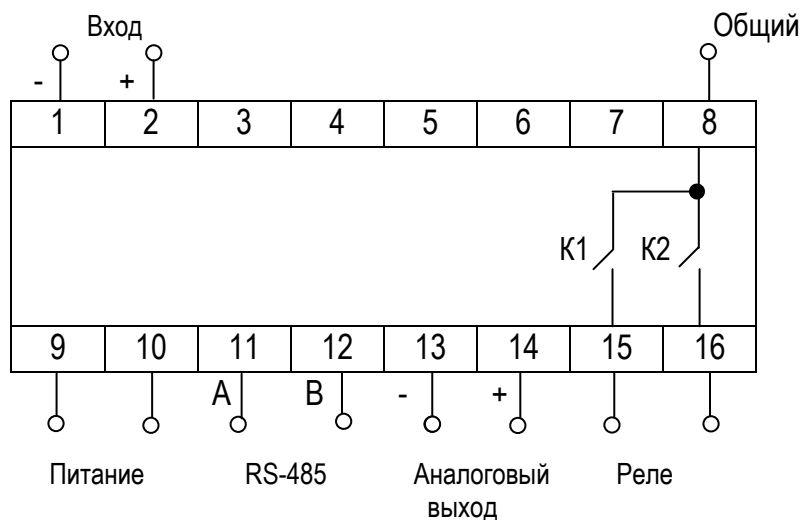 Вход Общий
- +
1 2 3 4 5 6 7 8
К1 К2
9 10 11 12 13 14 15 16
A B - +
Питание RS-485 Аналоговый выход Реле